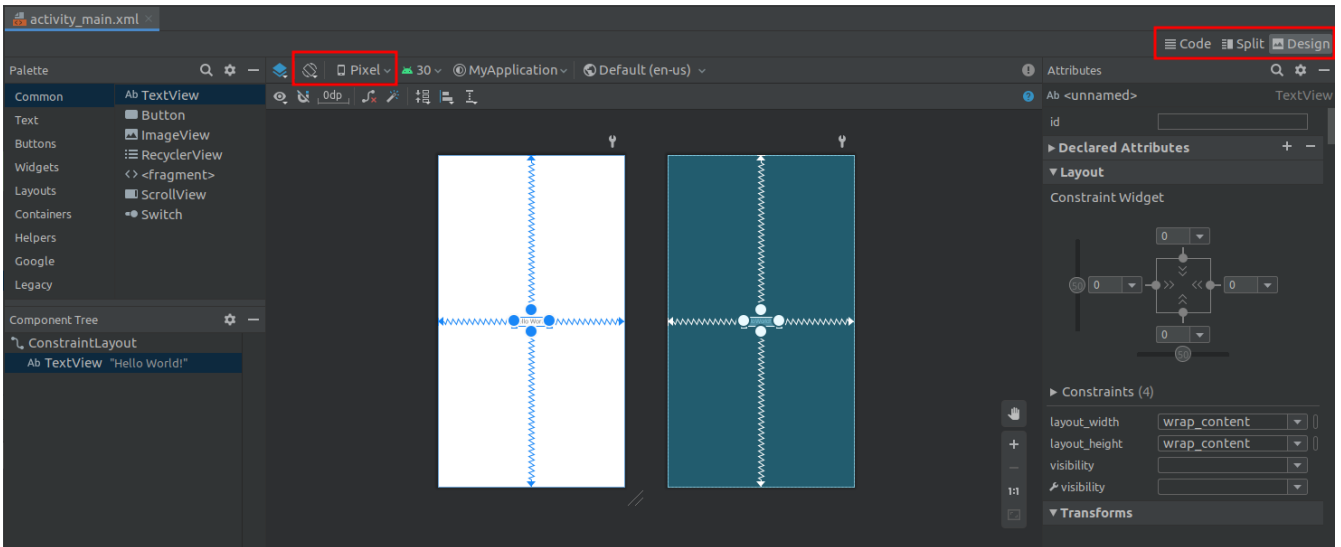 activity_main.xml
Code Split Design
Palette
Pixel 30 MyApplication Default (en-us)
Attributes
Common
Text
Buttons
Widgets
Layouts
Containers
Helpers
Google
Legacy
Ab TextView
Button
ImageView
RecyclerView
<> <fragment>
ScrollView
Switch
0dp
Component Tree
ConstraintLayout
Ab TextView "Hello World!"
1:1
Ab <unnamed> TextView
id
Declared Attributes
Layout
Constraint Widget
0
50 0 0
0
50
Constraints (4)
layout_width wrap_content
layout_height wrap_content
visibility
visibility
Transforms